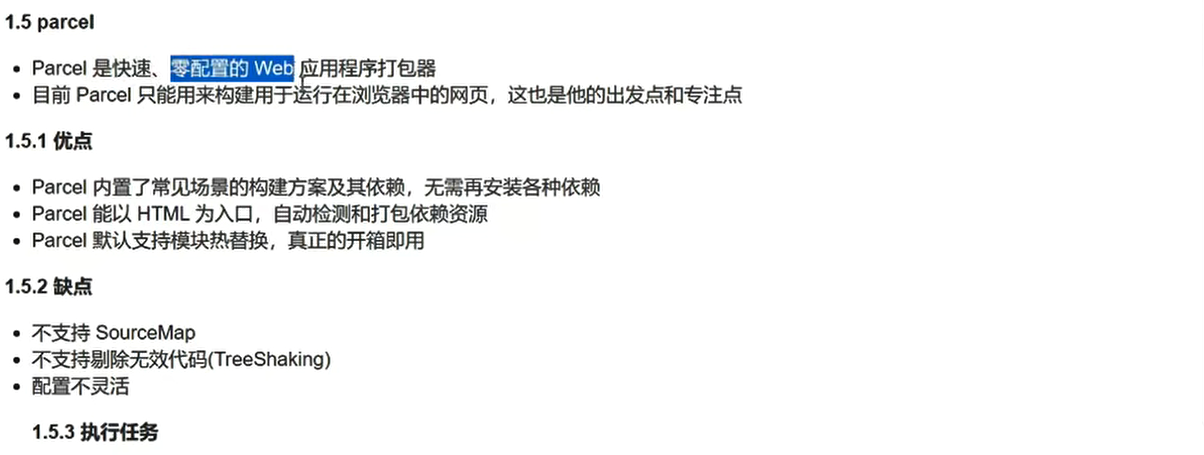 1.5 parcel
• Parcel 是快速、零配置的 Web 应用程序打包器
• 目前 Parcel 只能用来构建用于运行在浏览器中的网页，这也是他的出发点和专注点
1.5.1 优点
• Parcel 内置了常见场景的构建方案及其依赖，无需再安装各种依赖
• Parcel 能以 HTML 为入口，自动检测和打包依赖资源
• Parcel 默认支持模块热替换，真正的开箱即用
1.5.2 缺点
• 不支持 SourceMap
• 不支持剔除无效代码(TreeShaking)
• 配置不灵活
1.5.3 执行任务